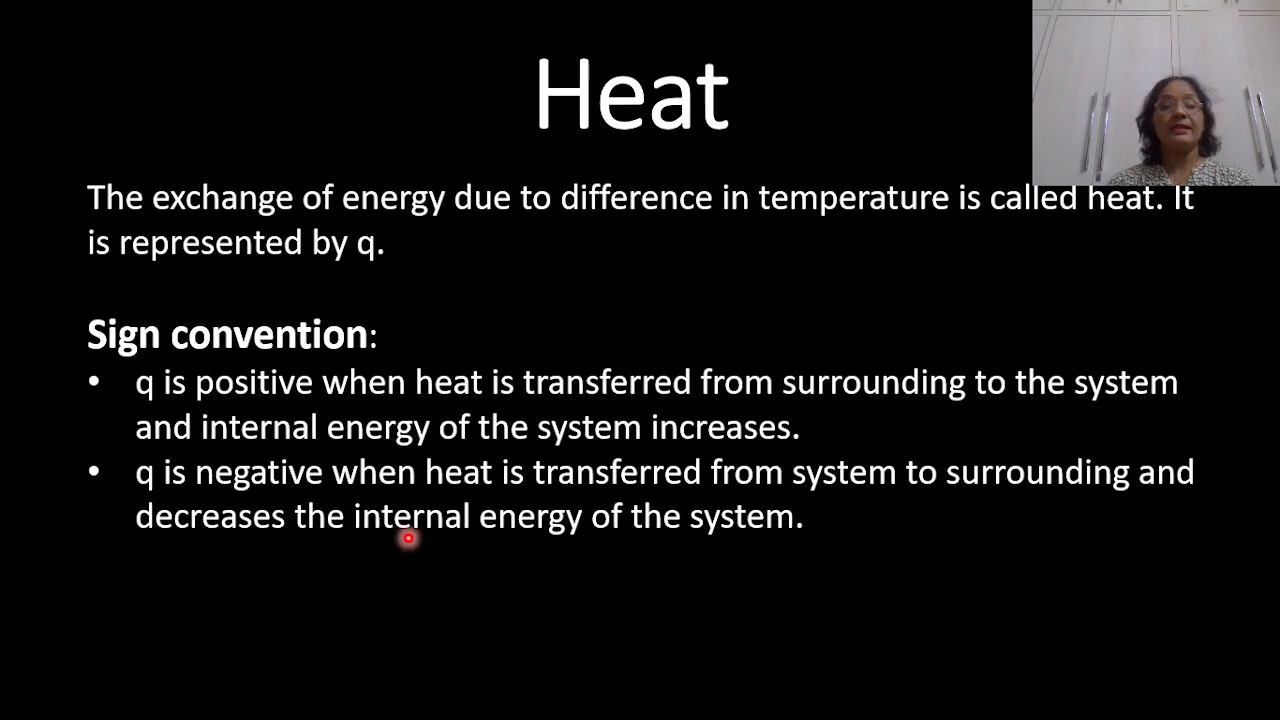 Heat
The exchange of energy due to difference in temperature is called heat. It
is represented by q.
Sign convention:
• q is positive when heat is transferred from surrounding to the system
and internal energy of the system increases.
• q is negative when heat is transferred from system to surrounding and
decreases the internal energy of the system.